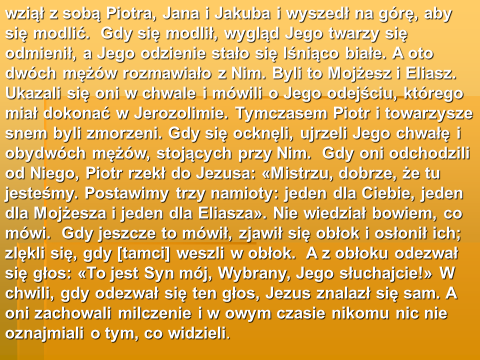 wziął z sobą Piotra, Jana i Jakuba i wyszedł na górę, aby
się modlić. Gdy się modlił, wygląd Jego twarzy się
odmienił, a Jego odzienie stało się lśniąco białe. A oto
dwóch mężów rozmawiało z Nim. Byli to Mojżesz i Eliasz.
Ukazali się oni w chwale i mówili o Jego odejściu, którego
miał dokonać w Jerozolimie. Tymczasem Piotr i towarzysze
snem byli zmorzeni. Gdy się ocknęli, ujrzeli Jego chwałę i
obydwóch mężów, stojących przy Nim. Gdy oni odchodzili
od Niego, Piotr rzekł do Jezusa: «Mistrzu, dobrze, że tu
jesteśmy. Postawimy trzy namioty: jeden dla Ciebie, jeden
dla Mojżesza i jeden dla Eliasza». Nie wiedział bowiem, co
mówi. Gdy jeszcze to mówił, zjawił się obłok i osłonił ich;
zlękli się, gdy [tamci] weszli w obłok. A z obłoku odezwał
się głos: «To jest Syn mój, Wybrany, Jego słuchajcie!» W
chwili, gdy odezwał się ten głos, Jezus znalazł się sam. A
oni zachowali milczenie i w owym czasie nikomu nic nie
oznajmiali o tym, co widzieli.